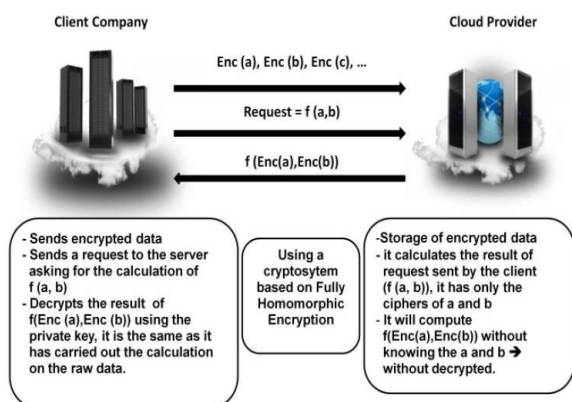 Client Company
Cloud Provider
Enc (a), Enc (b), Enc (c), ...
Request = f (a,b)
f (Enc(a),Enc(b))
- Sends encrypted data
- Sends a request to the server
asking for the calculation of
f (a, b)
- Decrypts the result of
f(Enc (a),Enc (b)) using the
private key, it is the same as it
has carried out the calculation
on the raw data.
Using a
cryptosytem
based on Fully
Homomorphic
Encryption
-Storage of encrypted data
- it calculates the result of
request sent by the client
(f (a, b)), it has only the
ciphers of a and b
- It will compute
f(Enc(a),Enc(b)) without
knowing the a and b ➔
without decrypted.